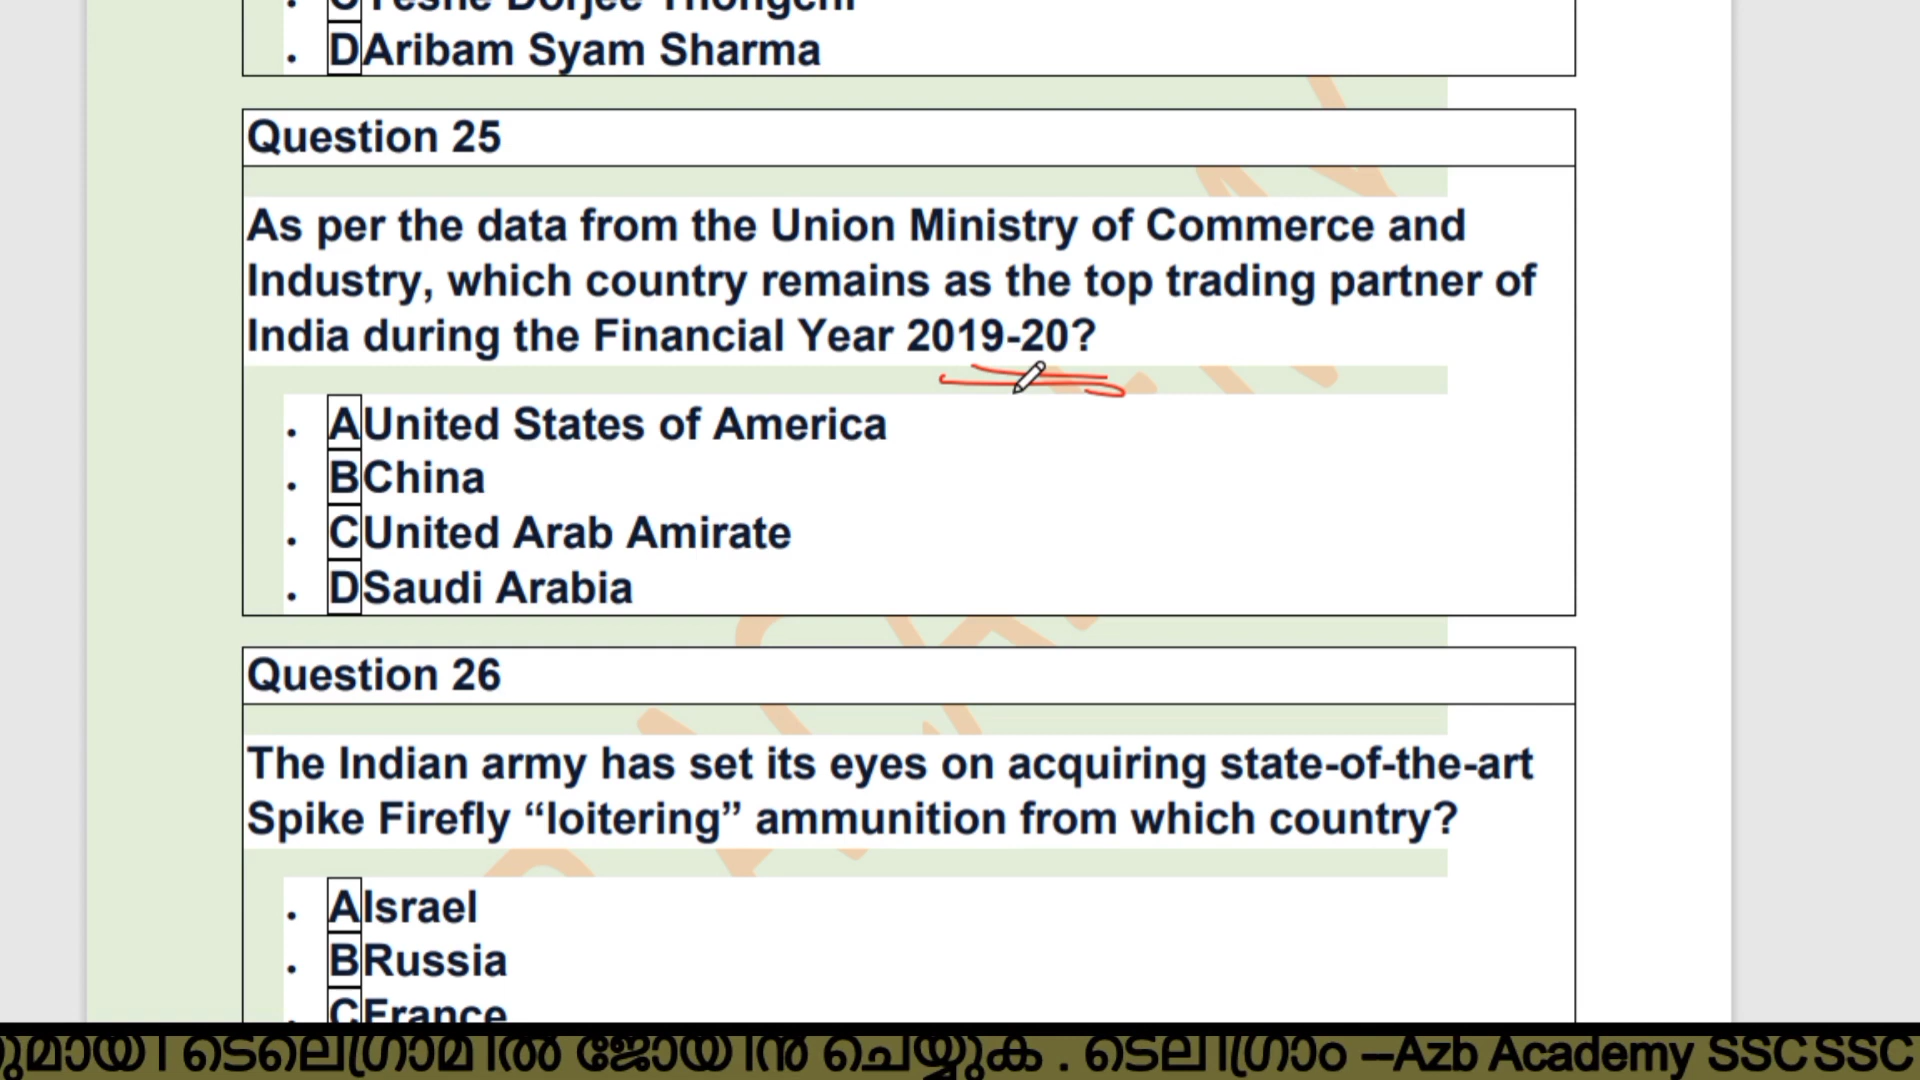 C Yeshe Dorjee Thongchi
. DAribam Syam Sharma
Question 25
As per the data from the Union Ministry of Commerce and
Industry, which country remains as the top trading partner of
India during the Financial Year 2019-20?
. AUnited States of America
. BChina
. CUnited Arab Amirate
. DSaudi Arabia
Question 26
The Indian army has set its eyes on acquiring state-of-the-art
Spike Firefly “loitering” ammunition from which country?
. AIsrael
. BRussia
. CFrance
ടെലെഗ്രാമിൽ ജോയിൻ ചെയ്യുക . ടെലിഗ്രാം –Azb Academy SSC SSC